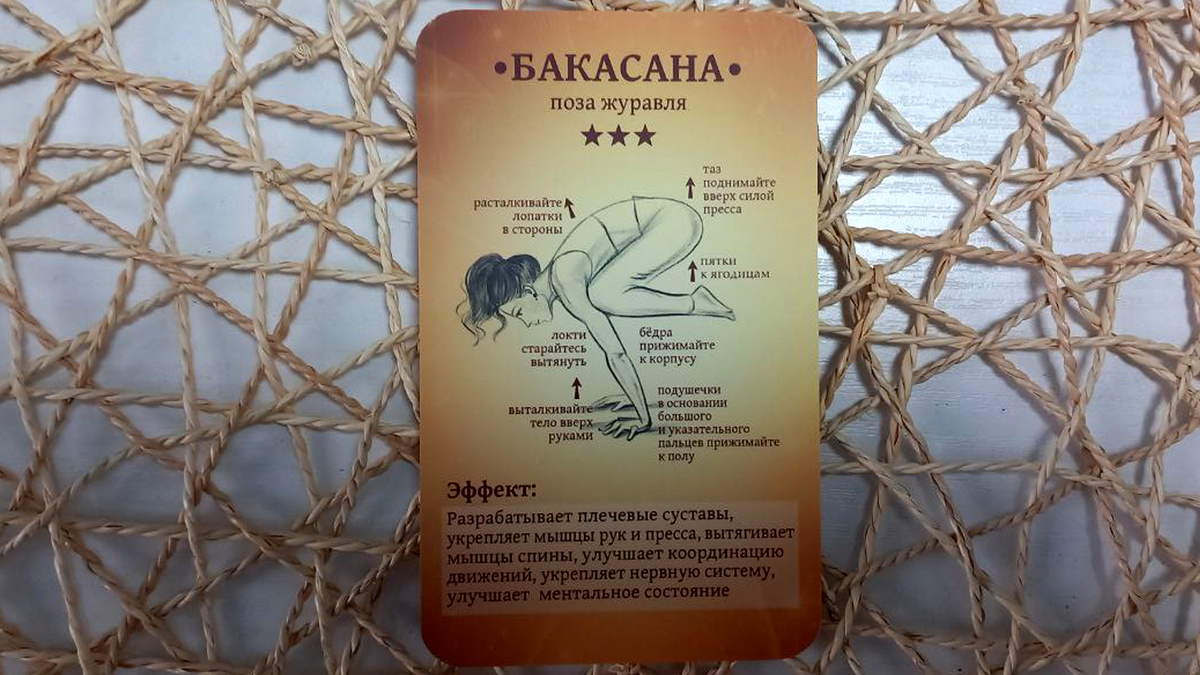 •БАКАСАНА•
поза журавля
★★★
таз
поднимайте
вверх силой
пресса
расталкивайте
лопатки
в стороны
пятки
к ягодицам
локти
старайтесь
вытянуть
бёдра
прижимайте
к корпусу
выталкивайте
тело вверх
руками
подушечки
в основании
большого
и указательного
пальцев прижимайте
к полу
Эффект:
Разрабатывает плечевые суставы,
укрепляет мышцы рук и пресса, вытягивает
мышцы спины, улучшает координацию
движений, укрепляет нервную систему,
улучшает ментальное состояние